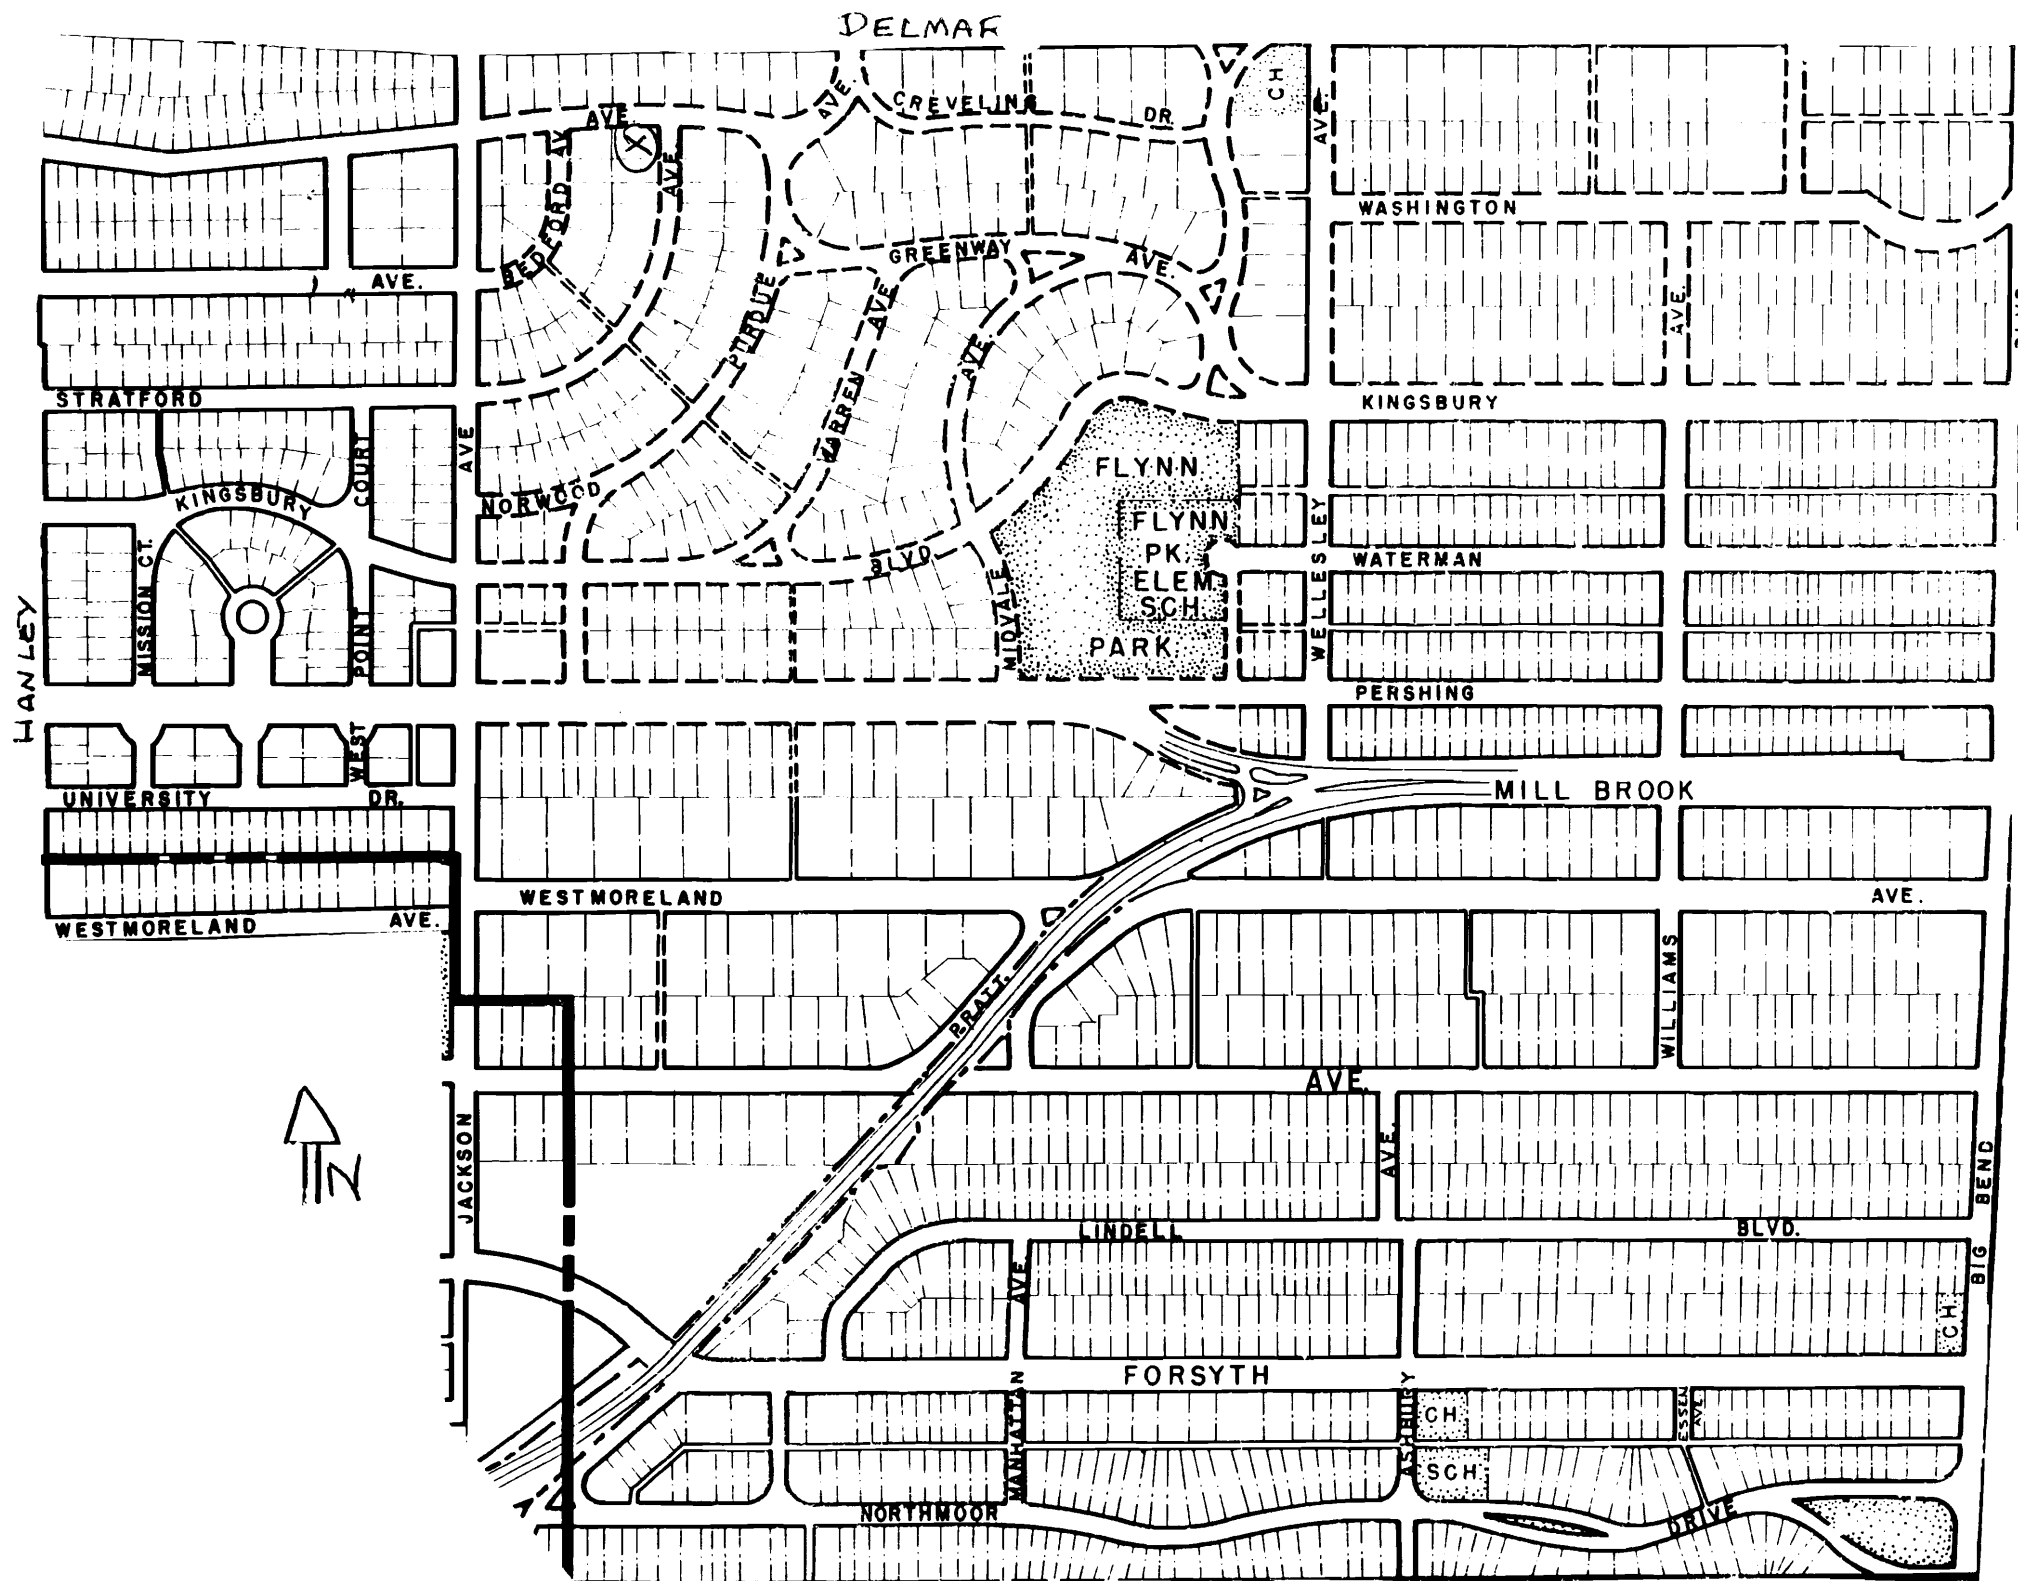 DELMAR
CH
CREVELING
AVE.
DR.
AVE.
AVE.
AV
AVE
BEDFORD
WASHINGTON
GREENWAY
AVE.
AVE.
PURDUE
AVE
AVE.
AVE.
STRATFORD
KINGSBURY
WARREN
COURT
AVE
FLYNN
KINGSBURY
NORWOOD
FLYNN
PK.
ELEM
SCH.
PARK
BLVD
WATERMAN
WELLESLEY
MISSION CT.
MIDVALE
HANLEY
WEST
POINT
PERSHING
UNIVERSITY
DR.
MILL BROOK
WESTMORELAND
AVE.
WESTMORELAND
AVE.
WILLIAMS
PRATT.
AVE.
JACKSON
AVE.
N
BIG
BEND
LINDELL
BLVD.
AVE
CH
FORSYTH
MANHATTAN
ASHBURY
CH
ESSEX
AVE
SCH
NORTHMOOR
DRIVE